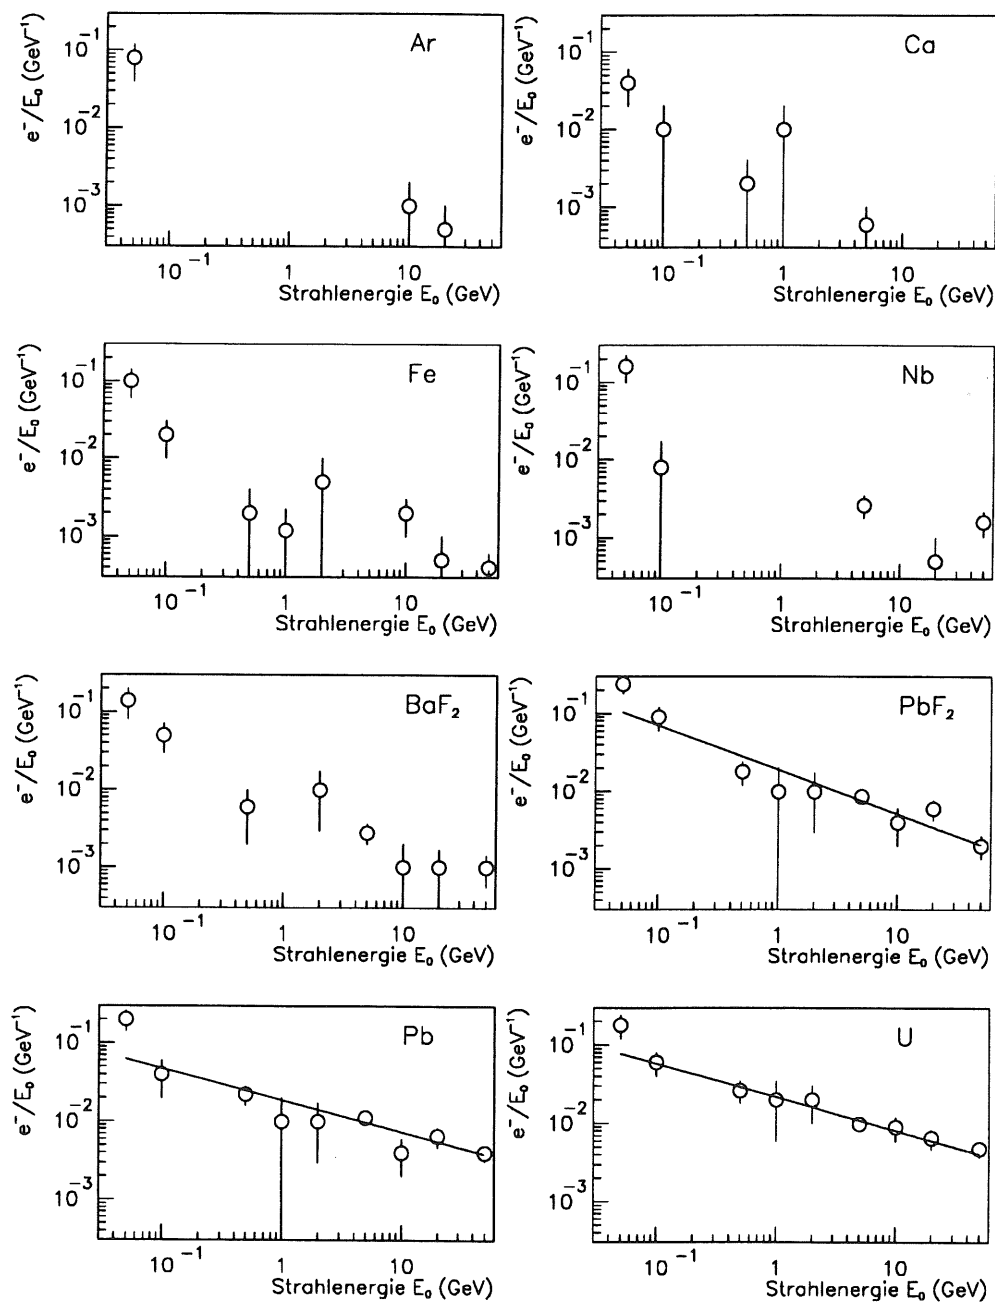 e⁻/E₀ (GeV⁻¹)
Ar
10⁻¹
10⁻²
10⁻³
10⁻¹ 1 10
Strahlenergie E₀ (GeV)
e⁻/E₀ (GeV⁻¹)
Ca
10⁻¹
10⁻²
10⁻³
10⁻¹ 1 10
Strahlenergie E₀ (GeV)
e⁻/E₀ (GeV⁻¹)
Fe
10⁻¹
10⁻²
10⁻³
10⁻¹ 1 10
Strahlenergie E₀ (GeV)
e⁻/E₀ (GeV⁻¹)
Nb
10⁻¹
10⁻²
10⁻³
10⁻¹ 1 10
Strahlenergie E₀ (GeV)
e⁻/E₀ (GeV⁻¹)
BaF₂
10⁻¹
10⁻²
10⁻³
10⁻¹ 1 10
Strahlenergie E₀ (GeV)
e⁻/E₀ (GeV⁻¹)
PbF₂
10⁻¹
10⁻²
10⁻³
10⁻¹ 1 10
Strahlenergie E₀ (GeV)
e⁻/E₀ (GeV⁻¹)
Pb
10⁻¹
10⁻²
10⁻³
10⁻¹ 1 10
Strahlenergie E₀ (GeV)
e⁻/E₀ (GeV⁻¹)
U
10⁻¹
10⁻²
10⁻³
10⁻¹ 1 10
Strahlenergie E₀ (GeV)